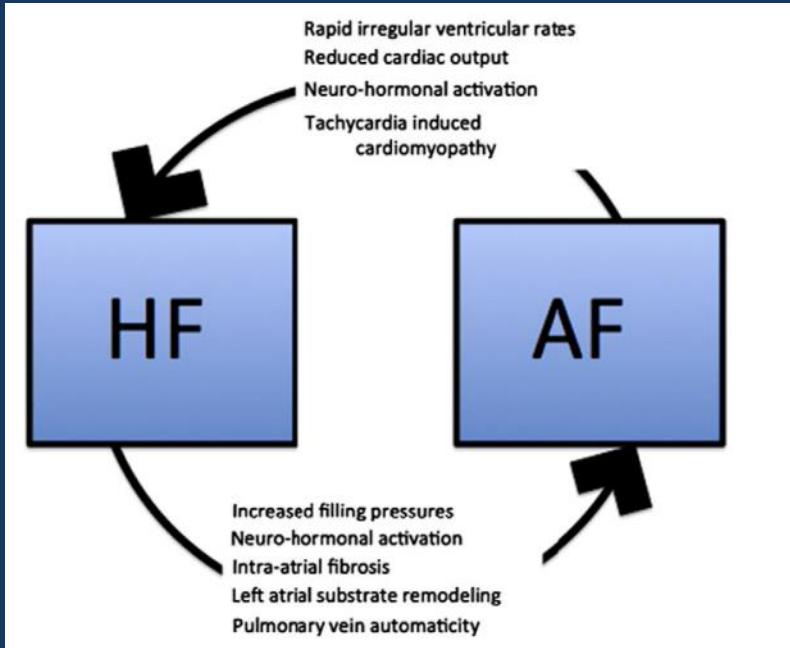 Rapid irregular ventricular rates
Reduced cardiac output
Neuro-hormonal activation
Tachycardia induced
cardiomyopathy
HF
AF
Increased filling pressures
Neuro-hormonal activation
Intra-atrial fibrosis
Left atrial substrate remodeling
Pulmonary vein automaticity